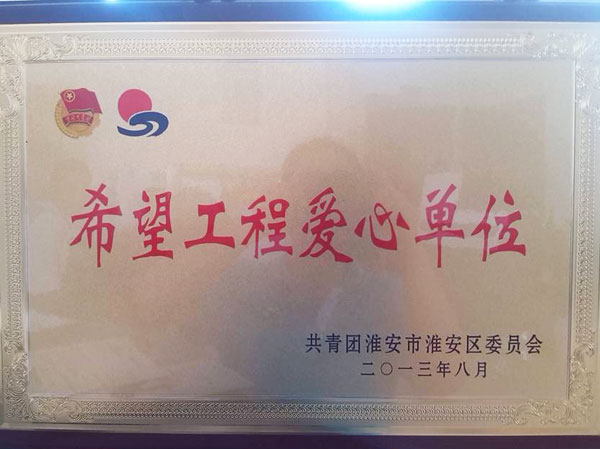 希望工程爱心单位
共青团淮安市淮安区委员会
二〇一三年八月